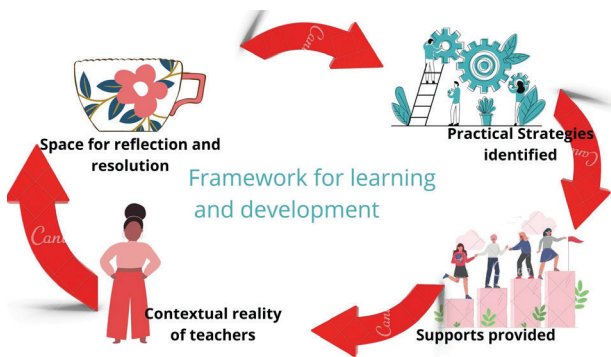 Space for reflection and
resolution
Practical Strategies
identified
Framework for learning
and development
Contextual reality
of teachers
Supports provided